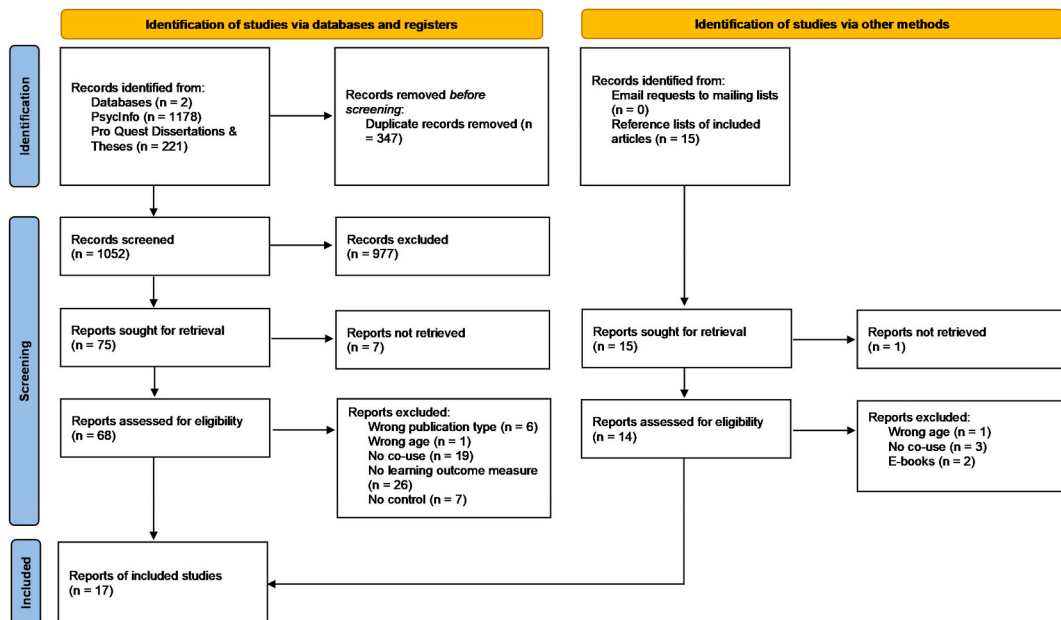 Identification of studies via databases and registers
Identification of studies via other methods
Identification
Records identified from:
Databases (n = 2)
PsycInfo (n = 1178)
Pro Quest Dissertations &
Theses (n = 221)
Records removed before
screening:
Duplicate records removed (n
= 347)
Records identified from:
Email requests to mailing lists
(n = 0)
Reference lists of included
articles (n = 15)
Screening
Records screened
(n = 1052)
Records excluded
(n = 977)
Reports sought for retrieval
(n = 75)
Reports not retrieved
(n = 7)
Reports sought for retrieval
(n = 15)
Reports not retrieved
(n = 1)
Reports assessed for eligibility
(n = 68)
Reports excluded:
Wrong publication type (n = 6)
Wrong age (n = 1)
No co-use (n = 19)
No learning outcome measure
(n = 26)
No control (n = 7)
Reports assessed for eligibility
(n = 14)
Reports excluded:
Wrong age (n = 1)
No co-use (n = 3)
E-books (n = 2)
Included
Reports of included studies
(n = 17)